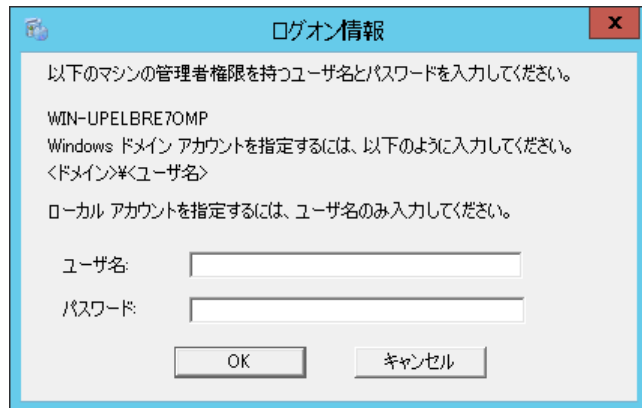 ログオン情報
x
以下のマシンの管理者権限を持つユーザ名とパスワードを入力してください。
WIN-UPELBRE7OMP
Windows ドメイン アカウントを指定するには、以下のように入力してください。
<ドメイン>¥<ユーザ名>
ローカル アカウントを指定するには、ユーザ名のみ入力してください。
ユーザ名:
パスワード:
OK キャンセル